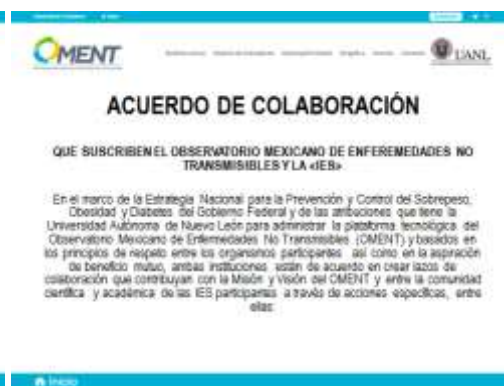 OMENT
UANL
ACUERDO DE COLABORACIÓN
QUE SUSCRIBEN EL OBSERVATORIO MEXICANO DE ENFEREMEDADES NO
TRANSMISIBLES Y LA «IES»
En el marco de la Estrategia Nacional para la Prevención y Control del Sobrepeso,
Obesidad y Diabetes del Gobierno Federal y de las atribuciones que tiene la
Universidad Autónoma de Nuevo León para administrar la plataforma tecnológica del
Observatorio Mexicano de Enfermedades No Transmisibles (OMENT) y basados en
los principios de respeto entre los organismos participantes así como en la aspiración
de beneficio mutuo, ambas instituciones están de acuerdo en crear lazos de
colaboración que contribuyan con la Misión y Visión del OMENT y entre la comunidad
científica y académica de las IES participantes a través de acciones específicas, entre
ellas:
Inicio